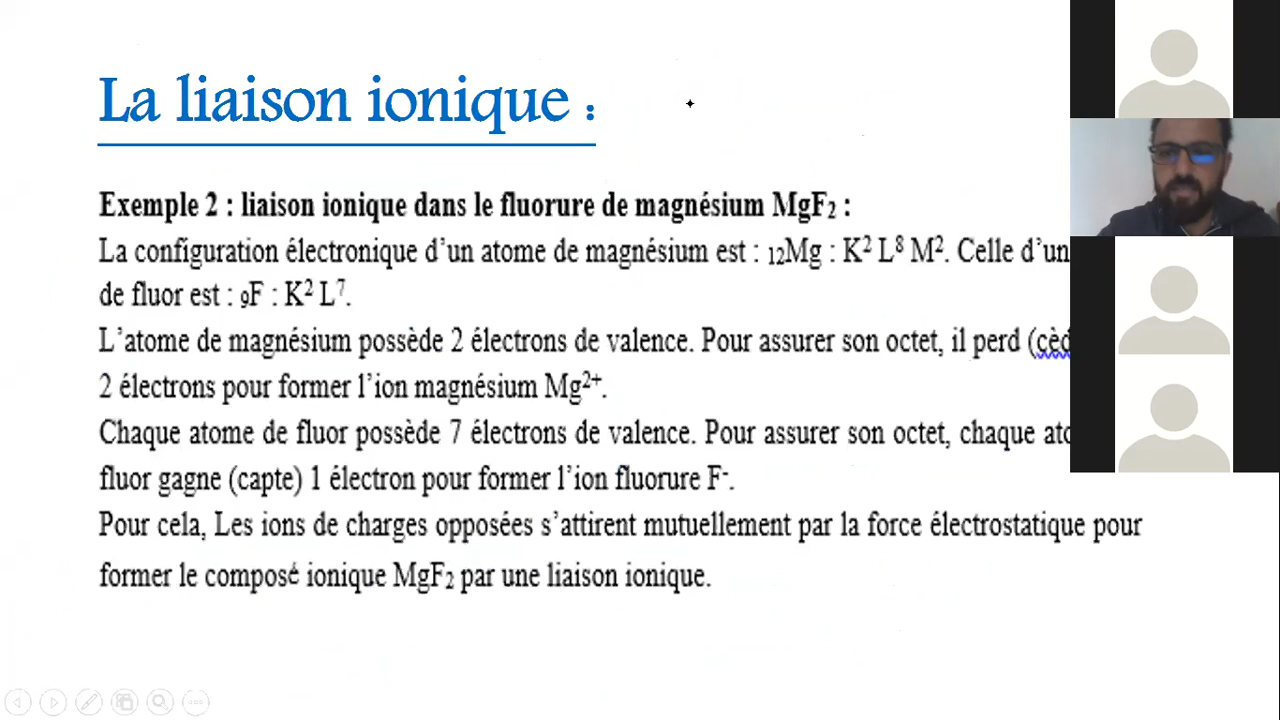 La liaison ionique :
Exemple 2 : liaison ionique dans le fluorure de magnésium MgF₂ :
La configuration électronique d’un atome de magnésium est : ₁₂Mg : K² L⁸ M². Celle d’un
de fluor est : ₉F : K² L⁷.
L’atome de magnésium possède 2 électrons de valence. Pour assurer son octet, il perd (cèd
2 électrons pour former l’ion magnésium Mg²⁺.
Chaque atome de fluor possède 7 électrons de valence. Pour assurer son octet, chaque ato
fluor gagne (capte) 1 électron pour former l’ion fluorure F⁻.
Pour cela, Les ions de charges opposées s’attirent mutuellement par la force électrostatique pour
former le composé ionique MgF₂ par une liaison ionique.